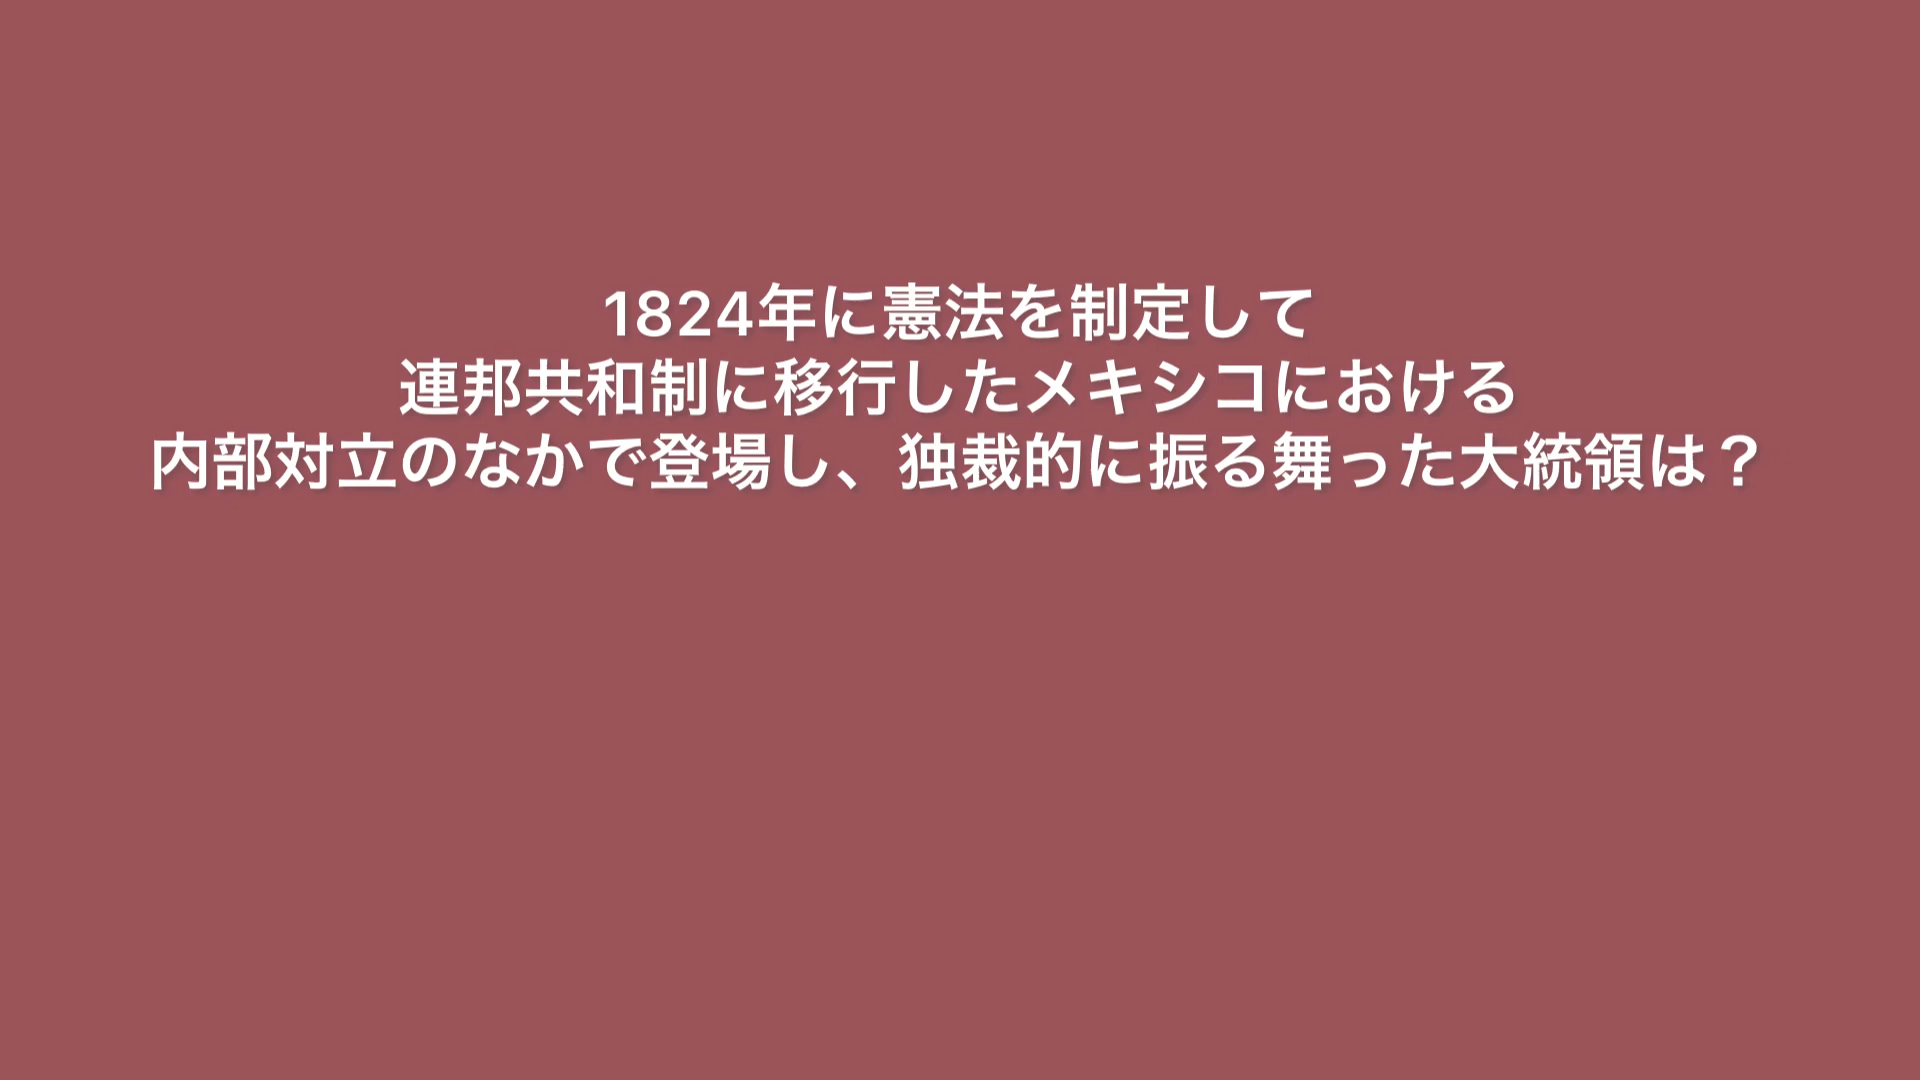 1824年に憲法を制定して
連邦共和制に移行したメキシコにおける
内部対立のなかで登場し、独裁的に振る舞った大統領は？